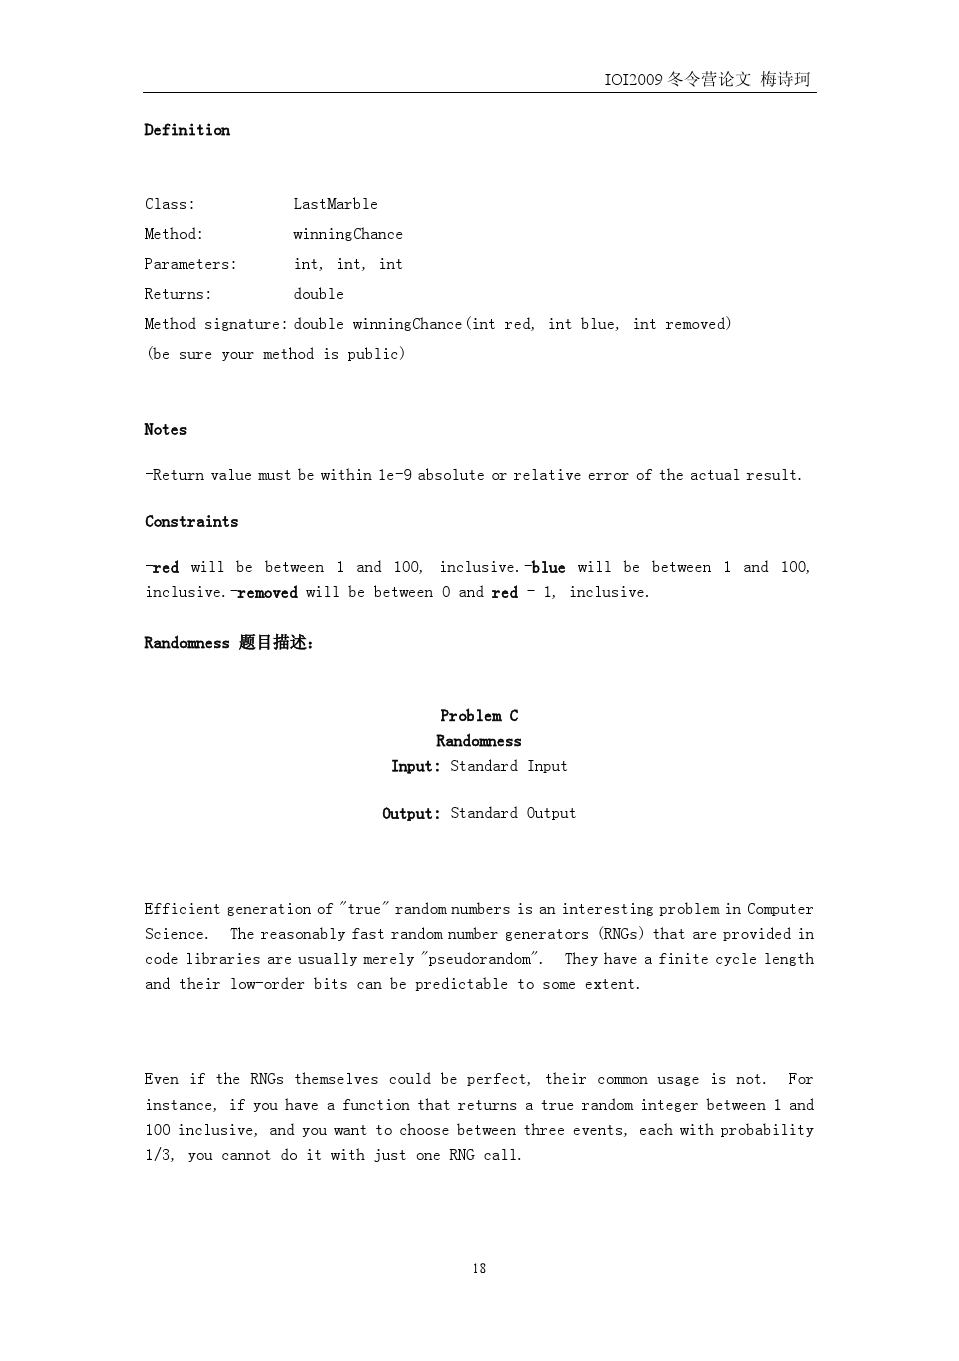 IOI2009 冬令营论文 梅诗珂
Definition
Class: LastMarble
Method: winningChance
Parameters: int, int, int
Returns: double
Method signature: double winningChance(int red, int blue, int removed)
(be sure your method is public)
Notes
-Return value must be within 1e-9 absolute or relative error of the actual result.
Constraints
-red will be between 1 and 100, inclusive.-blue will be between 1 and 100,
inclusive.-removed will be between 0 and red - 1, inclusive.
Randomness 题目描述：
Problem C
Randomness
Input: Standard Input
Output: Standard Output
Efficient generation of "true" random numbers is an interesting problem in Computer
Science. The reasonably fast random number generators (RNGs) that are provided in
code libraries are usually merely "pseudorandom". They have a finite cycle length
and their low-order bits can be predictable to some extent.
Even if the RNGs themselves could be perfect, their common usage is not. For
instance, if you have a function that returns a true random integer between 1 and
100 inclusive, and you want to choose between three events, each with probability
1/3, you cannot do it with just one RNG call.
18